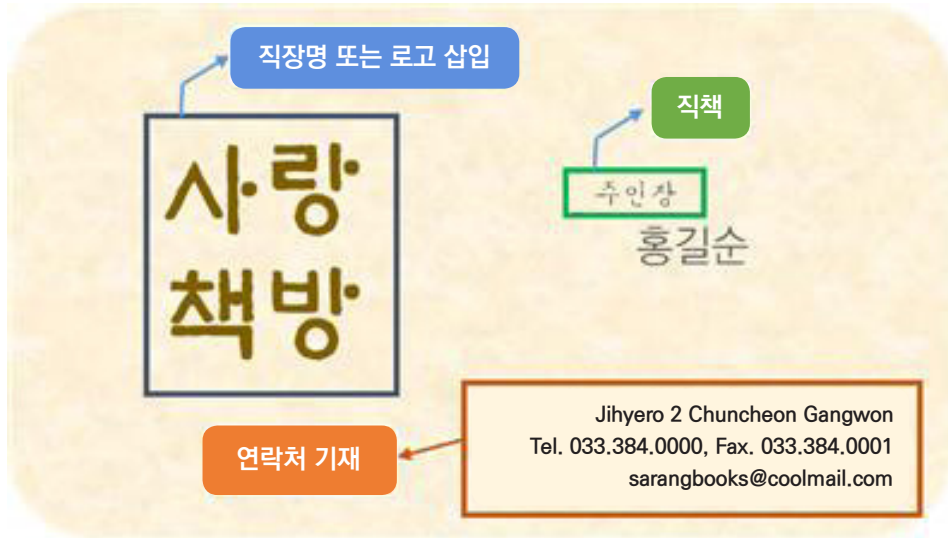 직장명 또는 로고 삽입
직책
사랑
책방
주인장
홍길순
연락처 기재
Jihyero 2 Chuncheon Gangwon
Tel. 033.384.0000, Fax. 033.384.0001
sarangbooks@coolmail.com